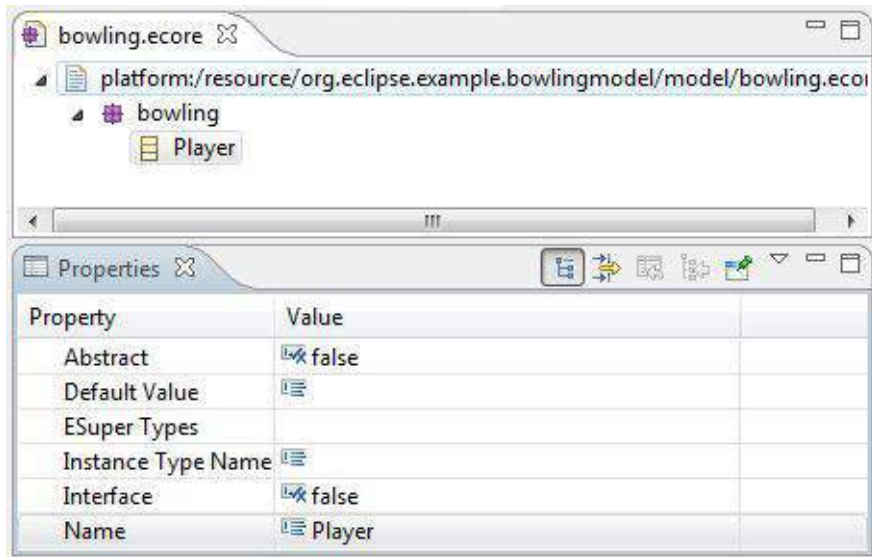 bowling.ecore
platform:/resource/org.eclipse.example.bowlingmodel/model/bowling.ecor
bowling
Player
Properties
Property Value
Abstract false
Default Value
ESuper Types
Instance Type Name
Interface false
Name Player